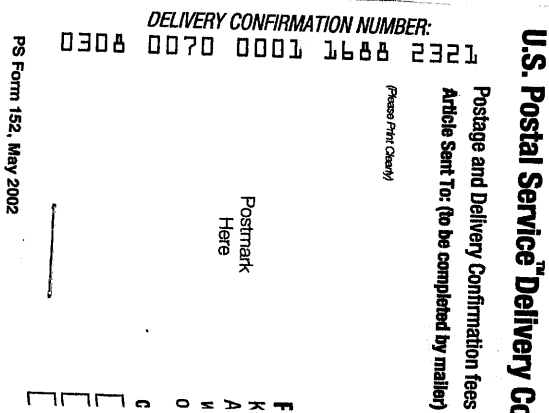 U.S. Postal Service™ Delivery Co
Postage and Delivery Confirmation fees
Article Sent To: (to be completed by mailer)
(Please Print Clearly)
DELIVERY CONFIRMATION NUMBER:
0308 0070 0001 1688 2321
Postmark
Here
PS Form 152, May 2002